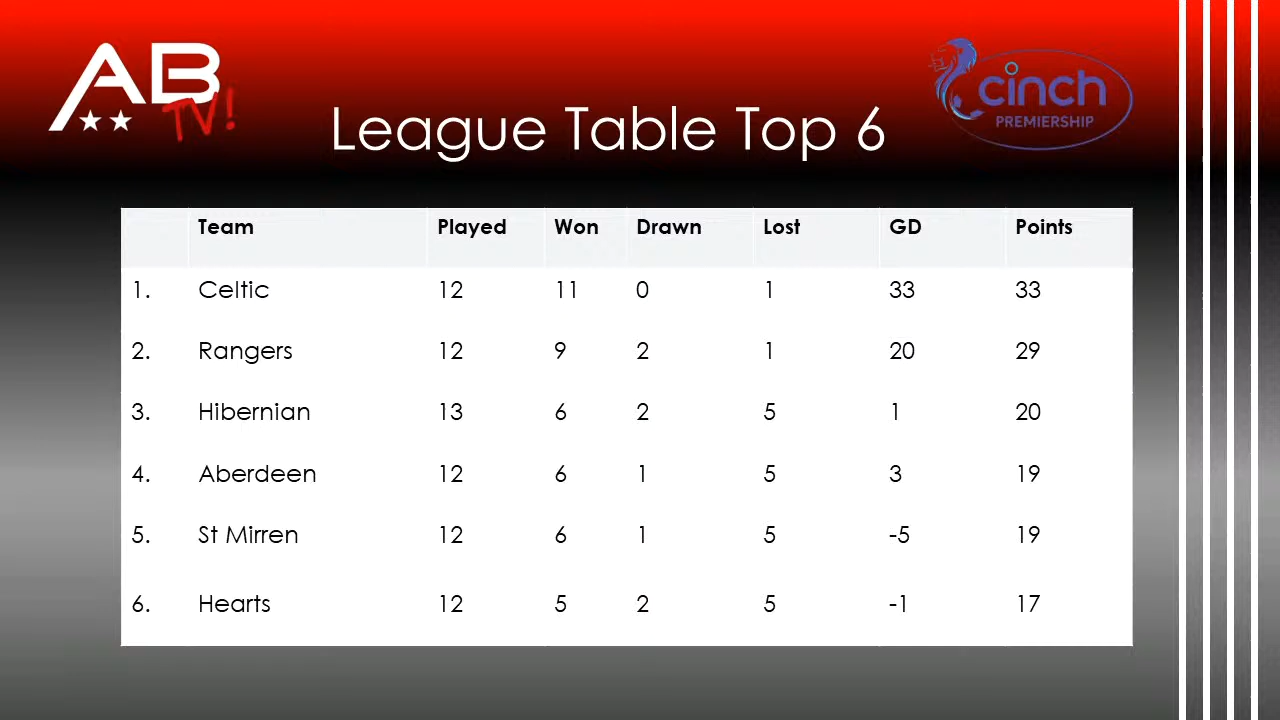 AB
TV!
cinch
PREMIERSHIP
League Table Top 6
Team Played Won Drawn Lost GD Points
1. Celtic 12 11 0 1 33 33
2. Rangers 12 9 2 1 20 29
3. Hibernian 13 6 2 5 1 20
4. Aberdeen 12 6 1 5 3 19
5. St Mirren 12 6 1 5 -5 19
6. Hearts 12 5 2 5 -1 17